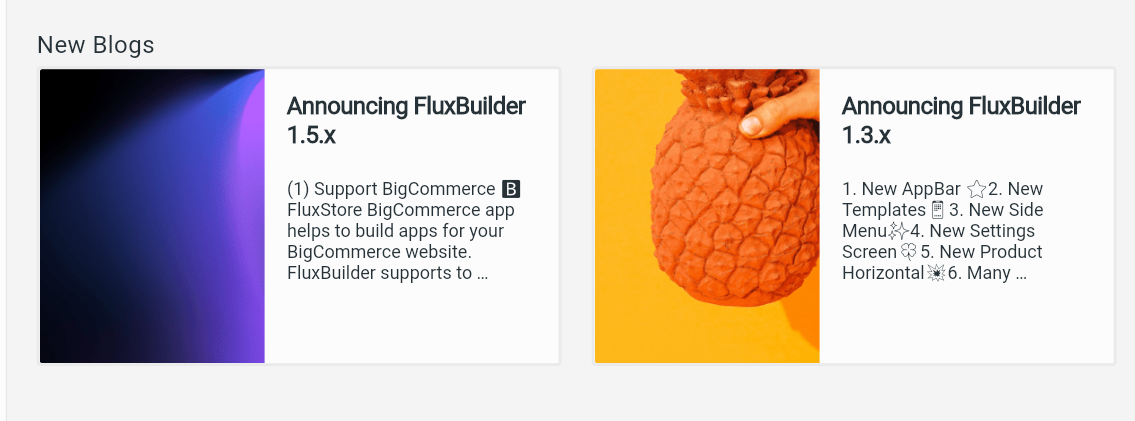 New Blogs
Announcing FluxBuilder
1.5.x
(1) Support BigCommerce 🅱
FluxStore BigCommerce app
helps to build apps for your
BigCommerce website.
FluxBuilder supports to ...
Announcing FluxBuilder
1.3.x
1. New AppBar ⭐2. New
Templates 📱3. New Side
Menu✨4. New Settings
Screen 🍀5. New Product
Horizontal💥6. Many ...